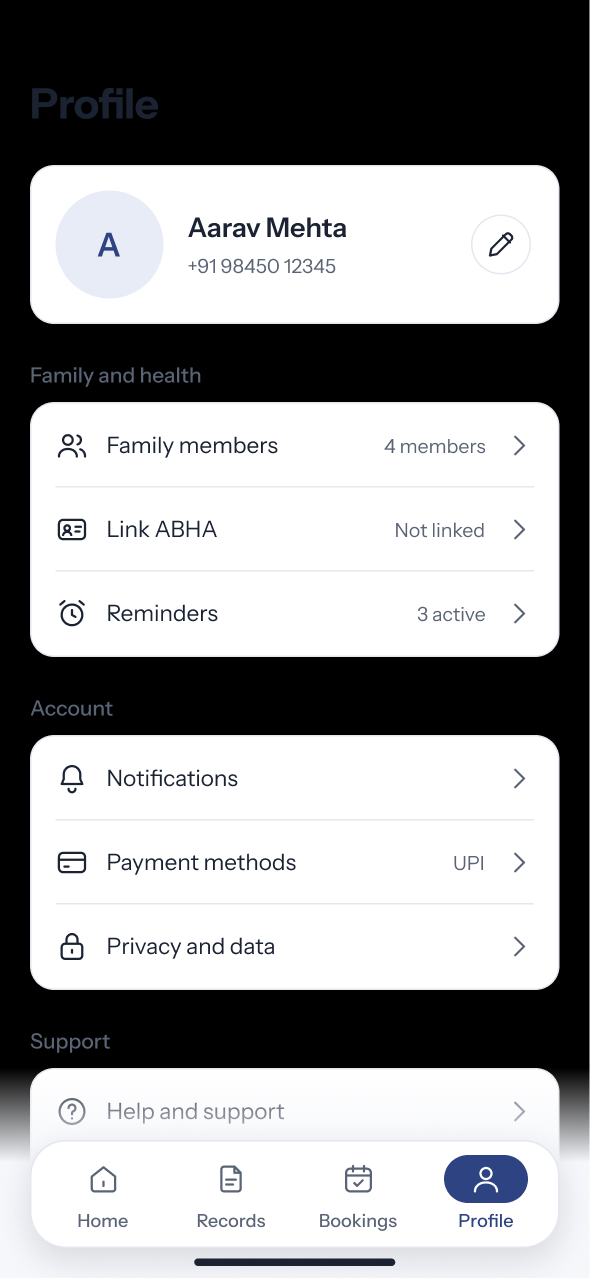 Profile
A
Aarav Mehta
+91 98450 12345
Family and health
Family members 4 members
Link ABHA Not linked
Reminders 3 active
Account
Notifications
Payment methods UPI
Privacy and data
Support
Help and support
Home Records Bookings Profile